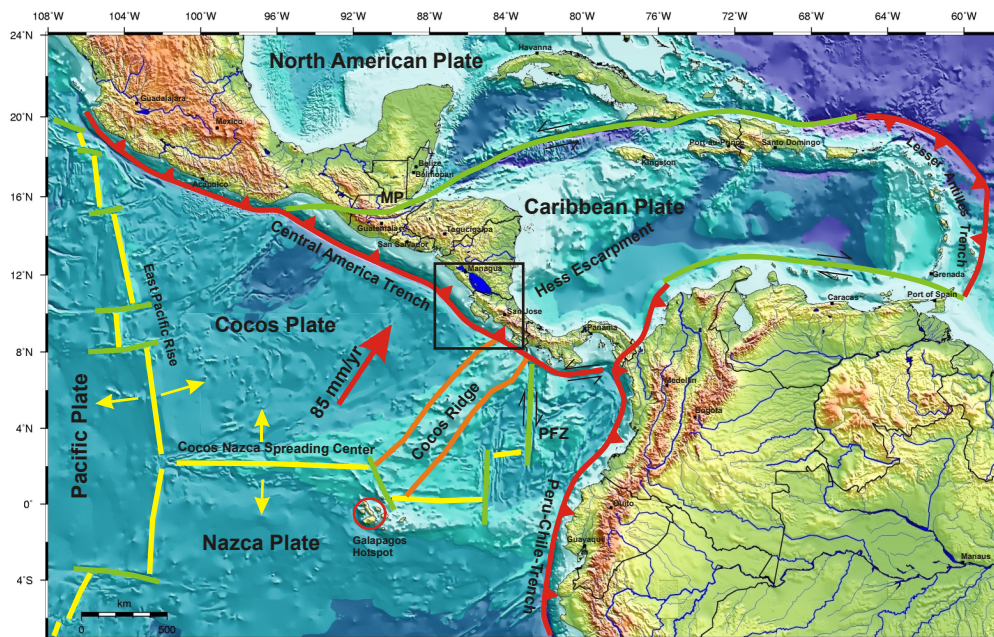 108°W 104°W 100°W 96°W 92°W 88°W 84°W 80°W 76°W 72°W 68°W 64°W 60°W
24°N
20°N
16°N
12°N
8°N
4°N
0°
4°S
North American Plate
Havanna
Guadalajara
Mexico
Acapulco
Belize
Belmopan
MP
Guatemala
San Salvador
Tegucigalpa
Managua
San Jose
Panama
Kingston
Port-au-Prince
Santo Domingo
Caribbean Plate
Hess Escarpment
Lesser Antilles Trench
Grenada
Port of Spain
Caracas
Central America Trench
East Pacific Rise
Cocos Plate
85 mm/yr
Cocos Ridge
Pacific Plate
Cocos Nazca Spreading Center
PFZ
Medellin
Bogota
Quito
Guayaquil
Manaus
Nazca Plate
Galapagos
Hotspot
Peru-Chile-Trench
km
0 500